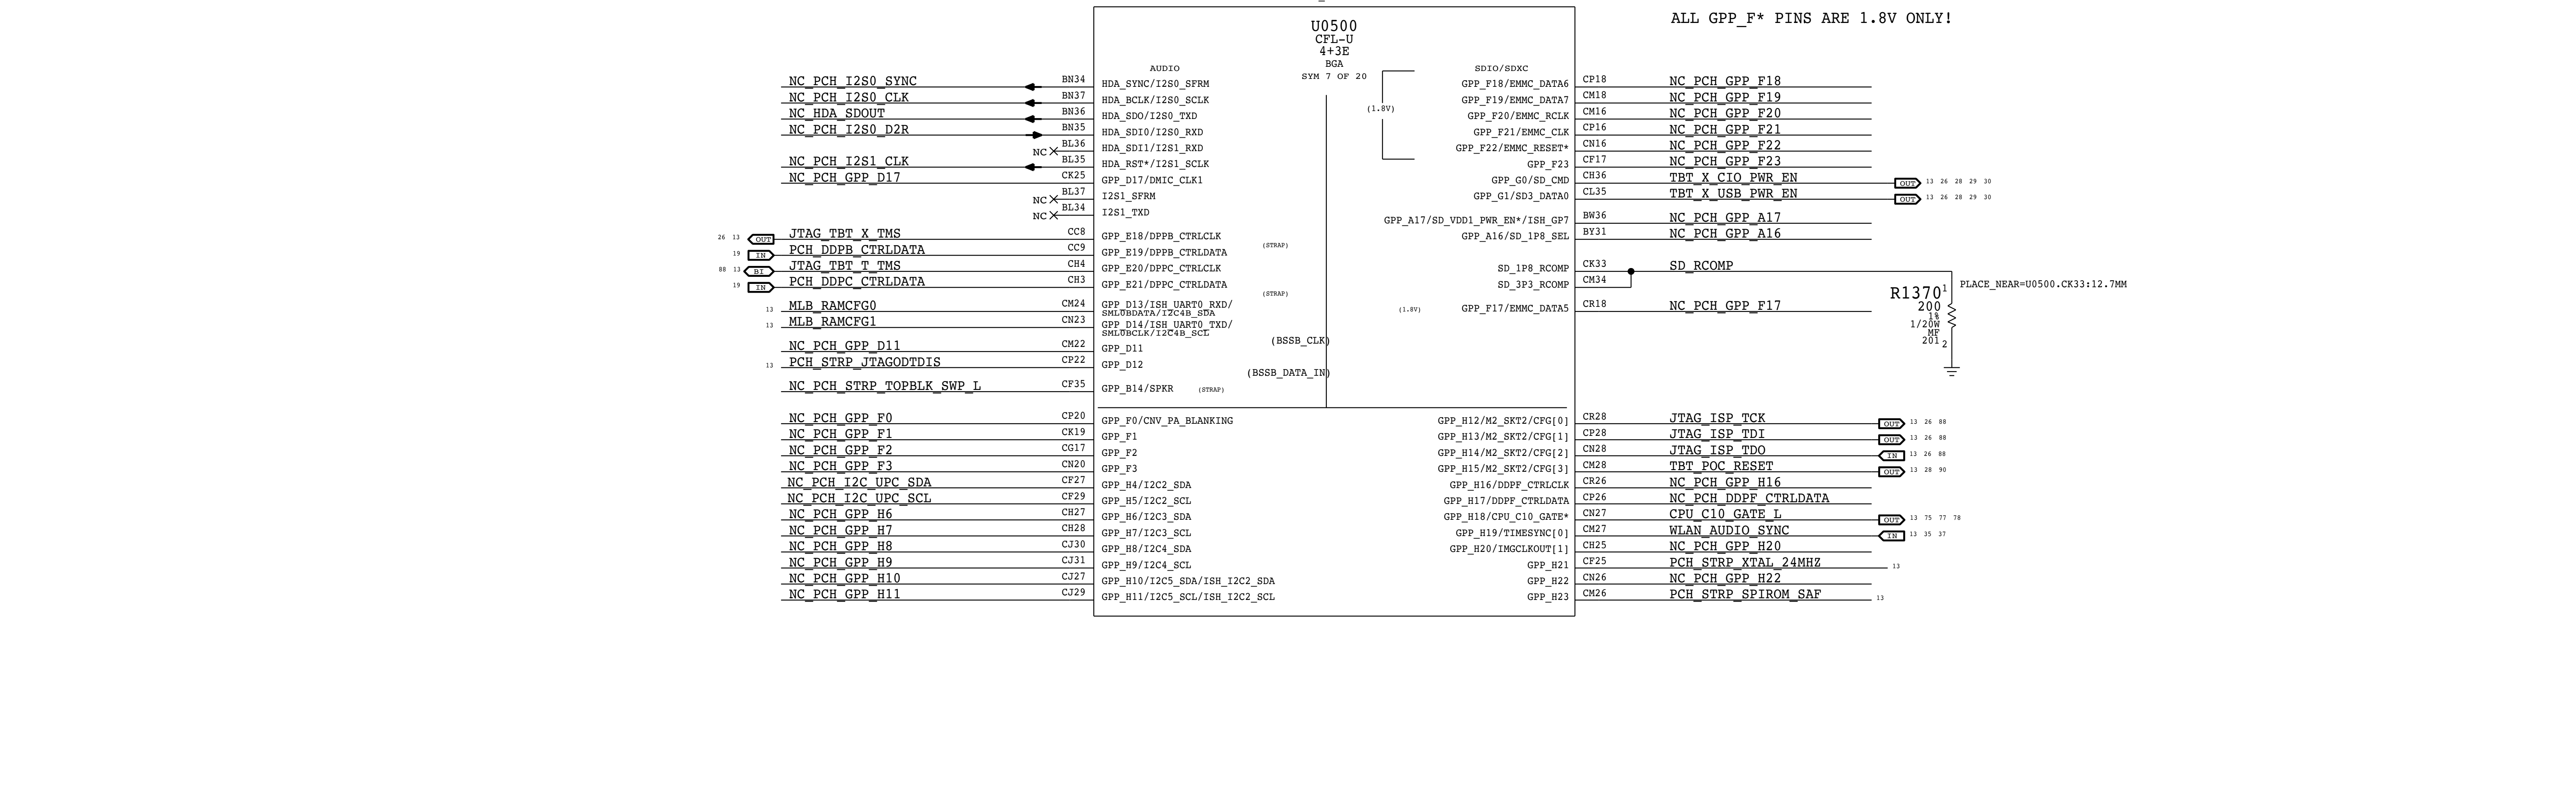 ALL GPP_F* PINS ARE 1.8V ONLY!
U0500
CFL-U
4+3E
BGA
SYM 7 OF 20
AUDIO
SDIO/SDXC
NC_PCH_I2S0_SYNC BN34 HDA_SYNC/I2S0_SFRM
NC_PCH_I2S0_CLK BN37 HDA_BCLK/I2S0_SCLK
NC_HDA_SDOUT BN36 HDA_SDO/I2S0_TXD
NC_PCH_I2S0_D2R BN35 HDA_SDI0/I2S0_RXD
NC BL36 HDA_SDI1/I2S1_RXD
NC_PCH_I2S1_CLK BL35 HDA_RST*/I2S1_SCLK
NC_PCH_GPP_D17 CK25 GPP_D17/DMIC_CLK1
NC BL37 I2S1_SFRM
NC BL34 I2S1_TXD
26 13 OUT JTAG_TBT_X_TMS CC8 GPP_E18/DPPB_CTRLCLK
(STRAP)
19 IN PCH_DDPB_CTRLDATA CC9 GPP_E19/DPPB_CTRLDATA
88 13 BI JTAG_TBT_T_TMS CH4 GPP_E20/DPPC_CTRLCLK
19 IN PCH_DDPC_CTRLDATA CH3 GPP_E21/DPPC_CTRLDATA
(STRAP)
13 MLB_RAMCFG0 CM24 GPP_D13/ISH_UART0_RXD/
SML0BDATA/I2C4B_SDA
13 MLB_RAMCFG1 CN23 GPP_D14/ISH_UART0_TXD/
SML0BCLK/I2C4B_SCL
(BSSB_CLK)
NC_PCH_GPP_D11 CM22 GPP_D11
13 PCH_STRP_JTAGODTDIS CP22 GPP_D12
(BSSB_DATA_IN)
NC_PCH_STRP_TOPBLK_SWP_L CF35 GPP_B14/SPKR (STRAP)
NC_PCH_GPP_F0 CP20 GPP_F0/CNV_PA_BLANKING
NC_PCH_GPP_F1 CK19 GPP_F1
NC_PCH_GPP_F2 CG17 GPP_F2
NC_PCH_GPP_F3 CN20 GPP_F3
NC_PCH_I2C_UPC_SDA CF27 GPP_H4/I2C2_SDA
NC_PCH_I2C_UPC_SCL CF29 GPP_H5/I2C2_SCL
NC_PCH_GPP_H6 CH27 GPP_H6/I2C3_SDA
NC_PCH_GPP_H7 CH28 GPP_H7/I2C3_SCL
NC_PCH_GPP_H8 CJ30 GPP_H8/I2C4_SDA
NC_PCH_GPP_H9 CJ31 GPP_H9/I2C4_SCL
NC_PCH_GPP_H10 CJ27 GPP_H10/I2C5_SDA/ISH_I2C2_SDA
NC_PCH_GPP_H11 CJ29 GPP_H11/I2C5_SCL/ISH_I2C2_SCL
GPP_F18/EMMC_DATA6 CP18 NC_PCH_GPP_F18
GPP_F19/EMMC_DATA7 CM18 NC_PCH_GPP_F19
(1.8V)
GPP_F20/EMMC_RCLK CM16 NC_PCH_GPP_F20
GPP_F21/EMMC_CLK CP16 NC_PCH_GPP_F21
GPP_F22/EMMC_RESET* CN16 NC_PCH_GPP_F22
GPP_F23 CF17 NC_PCH_GPP_F23
GPP_G0/SD_CMD CH36 TBT_X_CIO_PWR_EN OUT 13 26 28 29 30
GPP_G1/SD3_DATA0 CL35 TBT_X_USB_PWR_EN OUT 13 26 28 29 30
GPP_A17/SD_VDD1_PWR_EN*/ISH_GP7 BW36 NC_PCH_GPP_A17
GPP_A16/SD_1P8_SEL BY31 NC_PCH_GPP_A16
SD_1P8_RCOMP CK33 SD_RCOMP
SD_3P3_RCOMP CM34
PLACE_NEAR=U0500.CK33:12.7MM
R1370 1
200
1%
1/20W
MF
201 2
(1.8V) GPP_F17/EMMC_DATA5 CR18 NC_PCH_GPP_F17
GPP_H12/M2_SKT2/CFG[0] CR28 JTAG_ISP_TCK OUT 13 26 88
GPP_H13/M2_SKT2/CFG[1] CP28 JTAG_ISP_TDI OUT 13 26 88
GPP_H14/M2_SKT2/CFG[2] CN28 JTAG_ISP_TDO IN 13 26 88
GPP_H15/M2_SKT2/CFG[3] CM28 TBT_POC_RESET OUT 13 28 90
GPP_H16/DDPF_CTRLCLK CR26 NC_PCH_GPP_H16
GPP_H17/DDPF_CTRLDATA CP26 NC_PCH_DDPF_CTRLDATA
GPP_H18/CPU_C10_GATE* CN27 CPU_C10_GATE_L OUT 13 75 77 78
GPP_H19/TIMESYNC[0] CM27 WLAN_AUDIO_SYNC IN 13 35 37
GPP_H20/IMGCLKOUT[1] CH25 NC_PCH_GPP_H20
GPP_H21 CF25 PCH_STRP_XTAL_24MHZ 13
GPP_H22 CN26 NC_PCH_GPP_H22
GPP_H23 CM26 PCH_STRP_SPIROM_SAF 13